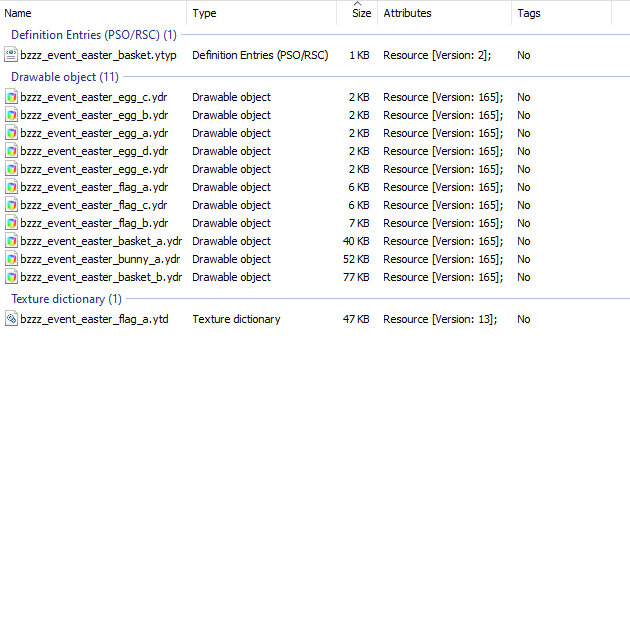 Name Type Size Attributes Tags
Definition Entries (PSO/RSC) (1)
bzzz_event_easter_basket.ytyp Definition Entries (PSO/RSC) 1 KB Resource [Version: 2]; No
Drawable object (11)
bzzz_event_easter_egg_c.ydr Drawable object 2 KB Resource [Version: 165]; No
bzzz_event_easter_egg_b.ydr Drawable object 2 KB Resource [Version: 165]; No
bzzz_event_easter_egg_a.ydr Drawable object 2 KB Resource [Version: 165]; No
bzzz_event_easter_egg_d.ydr Drawable object 2 KB Resource [Version: 165]; No
bzzz_event_easter_egg_e.ydr Drawable object 2 KB Resource [Version: 165]; No
bzzz_event_easter_flag_a.ydr Drawable object 6 KB Resource [Version: 165]; No
bzzz_event_easter_flag_c.ydr Drawable object 6 KB Resource [Version: 165]; No
bzzz_event_easter_flag_b.ydr Drawable object 7 KB Resource [Version: 165]; No
bzzz_event_easter_basket_a.ydr Drawable object 40 KB Resource [Version: 165]; No
bzzz_event_easter_bunny_a.ydr Drawable object 52 KB Resource [Version: 165]; No
bzzz_event_easter_basket_b.ydr Drawable object 77 KB Resource [Version: 165]; No
Texture dictionary (1)
bzzz_event_easter_flag_a.ytd Texture dictionary 47 KB Resource [Version: 13]; No